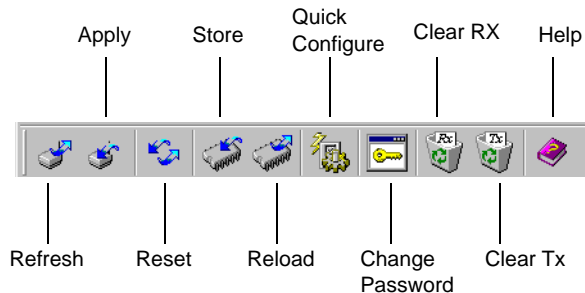 Apply
Store
Quick
Configure
Clear RX
Help
Rx
Tx
?
Refresh
Reset
Reload
Change
Password
Clear Tx